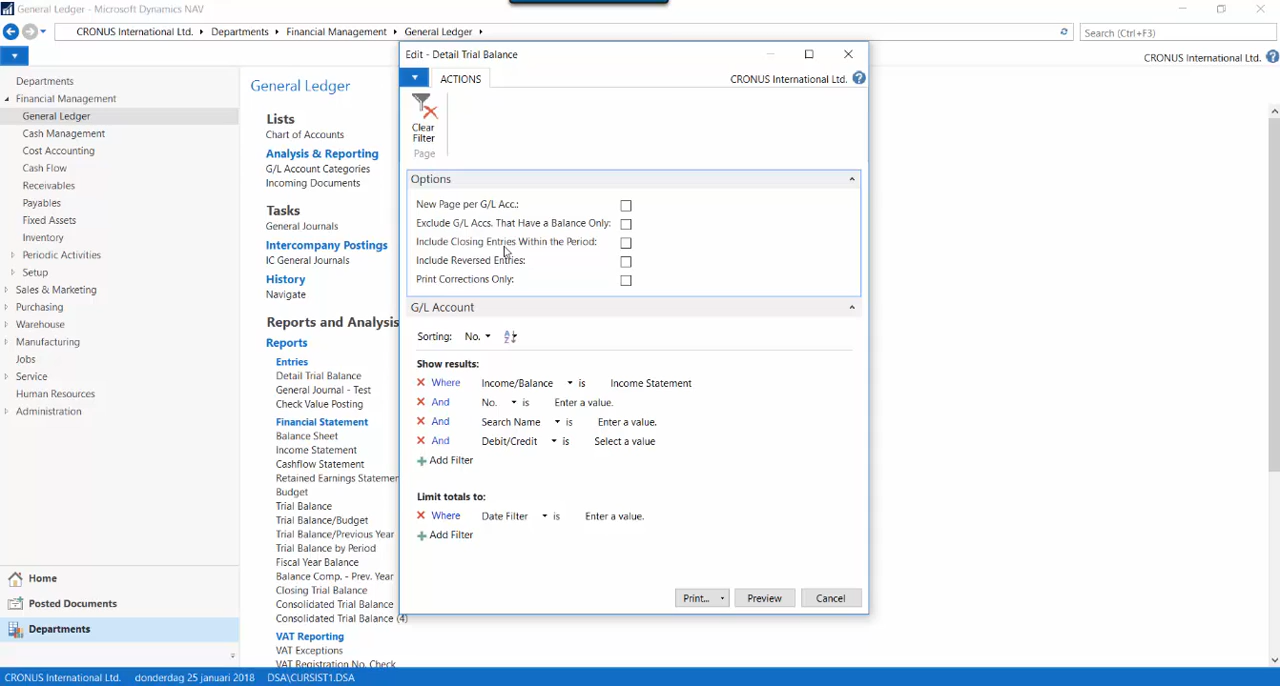 General Ledger - Microsoft Dynamics NAV
CRONUS International Ltd. Departments Financial Management General Ledger
Search (Ctrl+F3)
CRONUS International Ltd.
Departments
Financial Management
General Ledger
Cash Management
Cost Accounting
Cash Flow
Receivables
Payables
Fixed Assets
Inventory
Periodic Activities
Setup
Sales & Marketing
Purchasing
Warehouse
Manufacturing
Jobs
Service
Human Resources
Administration
Home
Posted Documents
Departments
General Ledger
Lists
Chart of Accounts
Analysis & Reporting
G/L Account Categories
Incoming Documents
Tasks
General Journals
Intercompany Postings
IC General Journals
History
Navigate
Reports and Analysis
Reports
Entries
Detail Trial Balance
General Journal - Test
Check Value Posting
Financial Statement
Balance Sheet
Income Statement
Cashflow Statement
Retained Earnings Statemen
Budget
Trial Balance
Trial Balance/Budget
Trial Balance/Previous Year
Trial Balance by Period
Fiscal Year Balance
Balance Comp. - Prev. Year
Closing Trial Balance
Consolidated Trial Balance
Consolidated Trial Balance (4)
VAT Reporting
VAT Exceptions
VAT Registration No. Check
Edit - Detail Trial Balance
ACTIONS
CRONUS International Ltd.
Clear
Filter
Page
Options
New Page per G/L Acc.:
Exclude G/L Accs. That Have a Balance Only:
Include Closing Entries Within the Period:
Include Reversed Entries:
Print Corrections Only:
G/L Account
Sorting: No.
Show results:
Where Income/Balance is Income Statement
And No. is Enter a value.
And Search Name is Enter a value.
And Debit/Credit is Select a value
Add Filter
Limit totals to:
Where Date Filter is Enter a value.
Add Filter
Print... Preview Cancel
CRONUS International Ltd. donderdag 25 januari 2018 DSA\CURSIST1.DSA